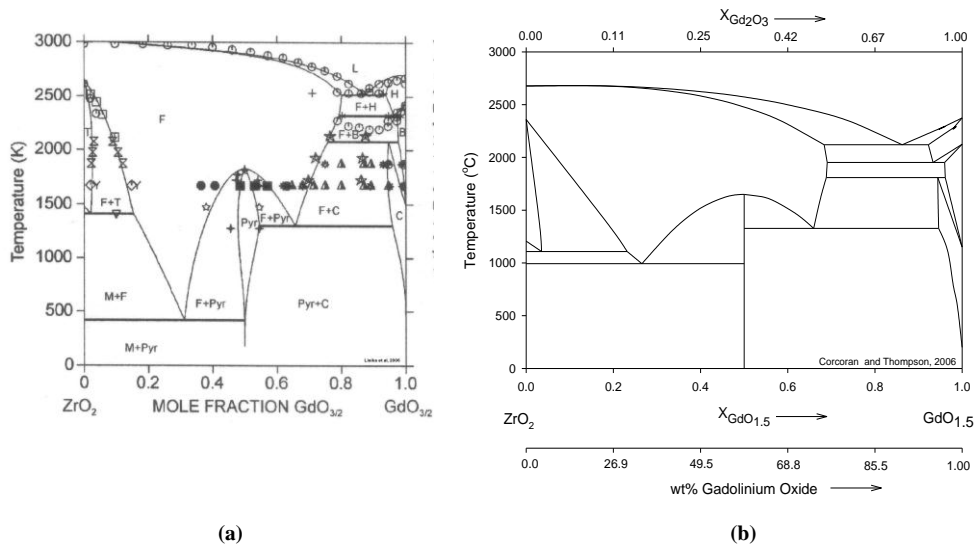 3000
2500
2000
1500
1000
500
0
Temperature (K)
L
H
F+H
F
T
F+B
B
Y
Y
F+T
Pyr
F+Pyr
F+C
C
M+F
F+Pyr
Pyr+C
M+Pyr
0 0.2 0.4 0.6 0.8 1.0
ZrO2 MOLE FRACTION GdO3/2 GdO3/2
(a)
XGd2O3
0.00 0.11 0.25 0.42 0.67 1.00
3000
2500
2000
1500
1000
500
0
Temperature (°C)
Corcoran and Thompson, 2006
0.0 0.2 0.4 0.6 0.8 1.0
ZrO2 XGdO1.5 GdO1.5
0.0 26.9 49.5 68.8 85.5 1.00
wt% Gadolinium Oxide
(b)